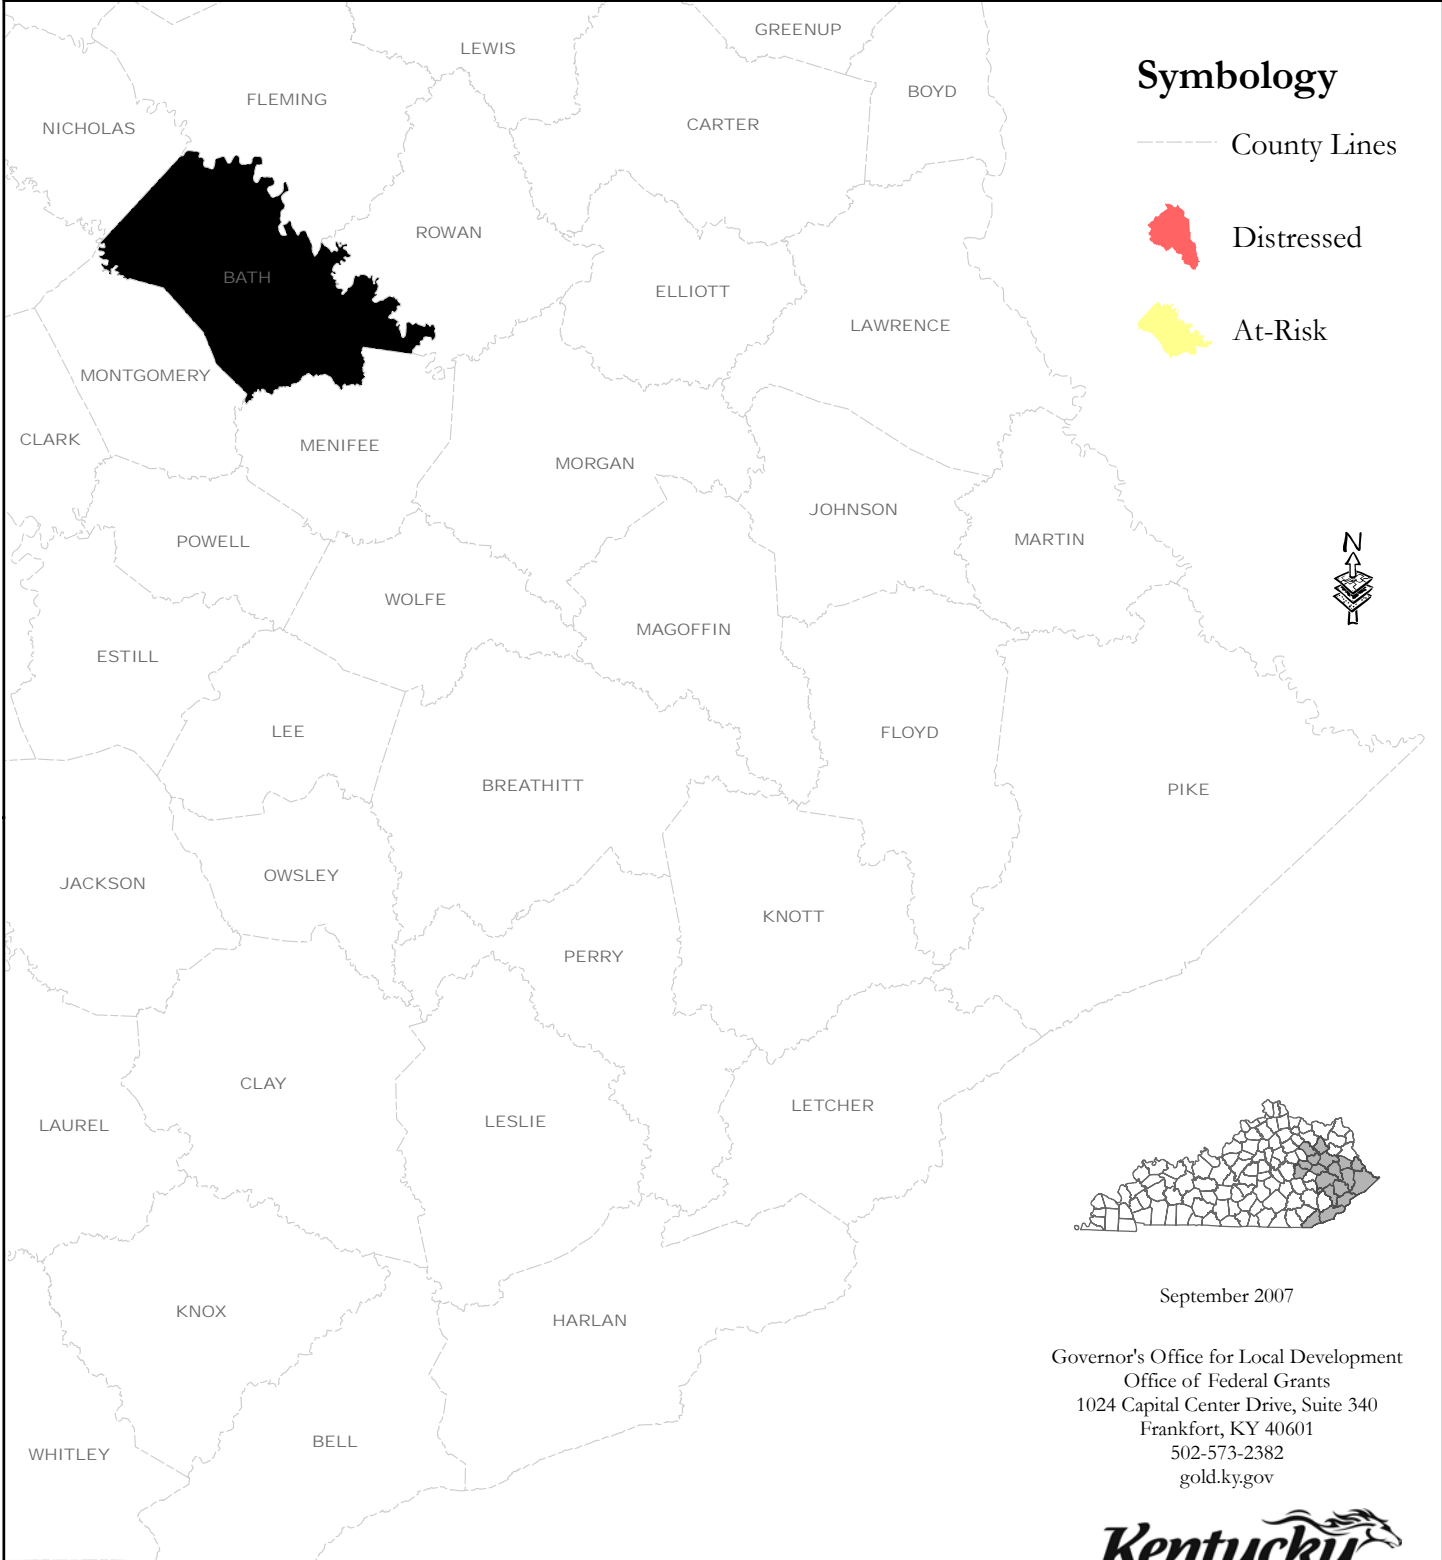 LEWIS
GREENUP
FLEMING
BOYD
NICHOLAS
CARTER
ROWAN
BATH
ELLIOTT
LAWRENCE
MONTGOMERY
CLARK
MENIFEE
MORGAN
JOHNSON
MARTIN
POWELL
WOLFE
MAGOFFIN
ESTILL
LEE
FLOYD
BREATHITT
PIKE
JACKSON
OWSLEY
KNOTT
PERRY
CLAY
LESLIE
LETCHER
LAUREL
KNOX
HARLAN
BELL
WHITLEY
Symbology
County Lines
Distressed
At-Risk
N
September 2007
Governor's Office for Local Development
Office of Federal Grants
1024 Capital Center Drive, Suite 340
Frankfort, KY 40601
502-573-2382
gold.ky.gov
Kentucky